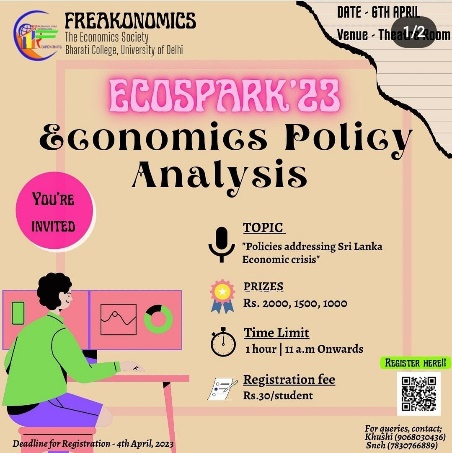 FREAKONOMICS
The Economics Society
Bharati College, University of Delhi
DATE - 6TH APRIL
Venue - Theatre Room
1/2
ECOSPARK'23
Economics Policy
Analysis
YOU'RE
INVITED
TOPIC
"Policies addressing Sri Lanka
Economic crisis"
PRIZES
Rs. 2000, 1500, 1000
Time Limit
1 hour | 11 a.m Onwards
Registration fee
Rs.30/student
REGISTER HERE!!
Deadline for Registration - 4th April, 2023
For queries, contact;
Khushi (9068030436)
Sneh (7830766889)